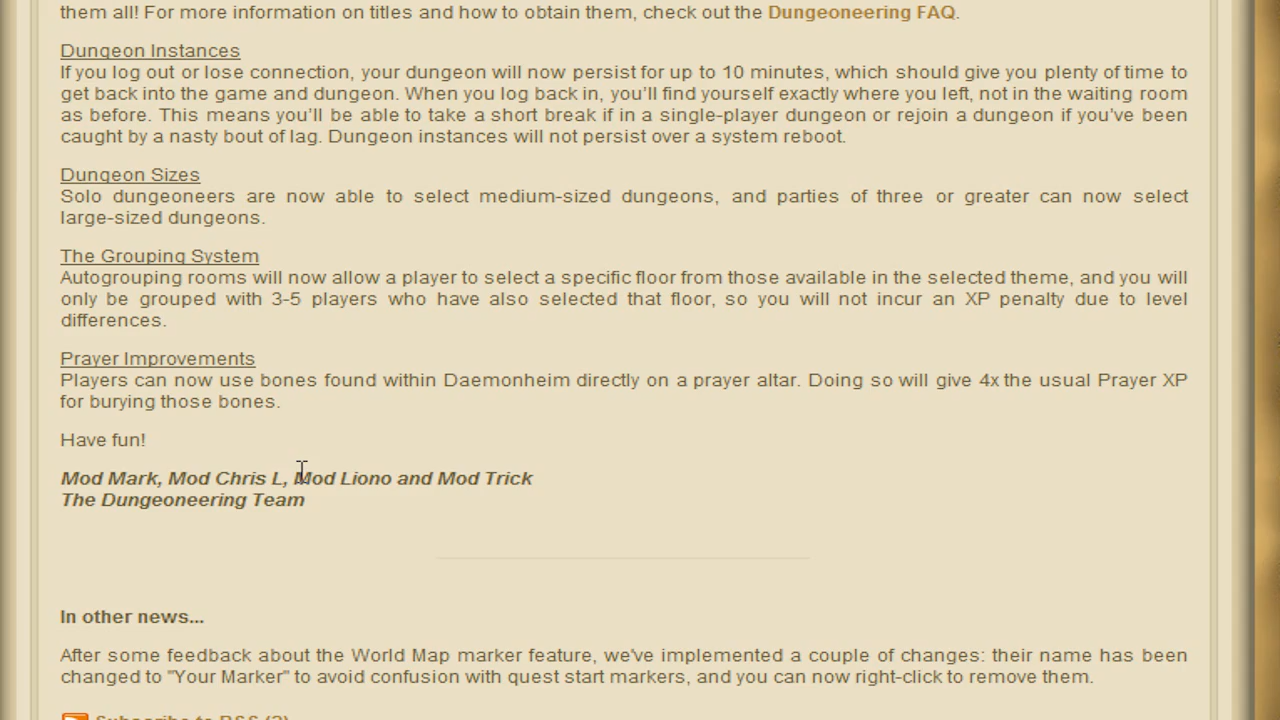 them all! For more information on titles and how to obtain them, check out the Dungeoneering FAQ.
Dungeon Instances
If you log out or lose connection, your dungeon will now persist for up to 10 minutes, which should give you plenty of time to
get back into the game and dungeon. When you log back in, you'll find yourself exactly where you left, not in the waiting room
as before. This means you'll be able to take a short break if in a single-player dungeon or rejoin a dungeon if you've been
caught by a nasty bout of lag. Dungeon instances will not persist over a system reboot.
Dungeon Sizes
Solo dungeoneers are now able to select medium-sized dungeons, and parties of three or greater can now select
large-sized dungeons.
The Grouping System
Autogrouping rooms will now allow a player to select a specific floor from those available in the selected theme, and you will
only be grouped with 3-5 players who have also selected that floor, so you will not incur an XP penalty due to level
differences.
Prayer Improvements
Players can now use bones found within Daemonheim directly on a prayer altar. Doing so will give 4x the usual Prayer XP
for burying those bones.
Have fun!
Mod Mark, Mod Chris L, Mod Liono and Mod Trick
The Dungeoneering Team
In other news...
After some feedback about the World Map marker feature, we've implemented a couple of changes: their name has been
changed to "Your Marker" to avoid confusion with quest start markers, and you can now right-click to remove them.
Subscribe to RSS (?)